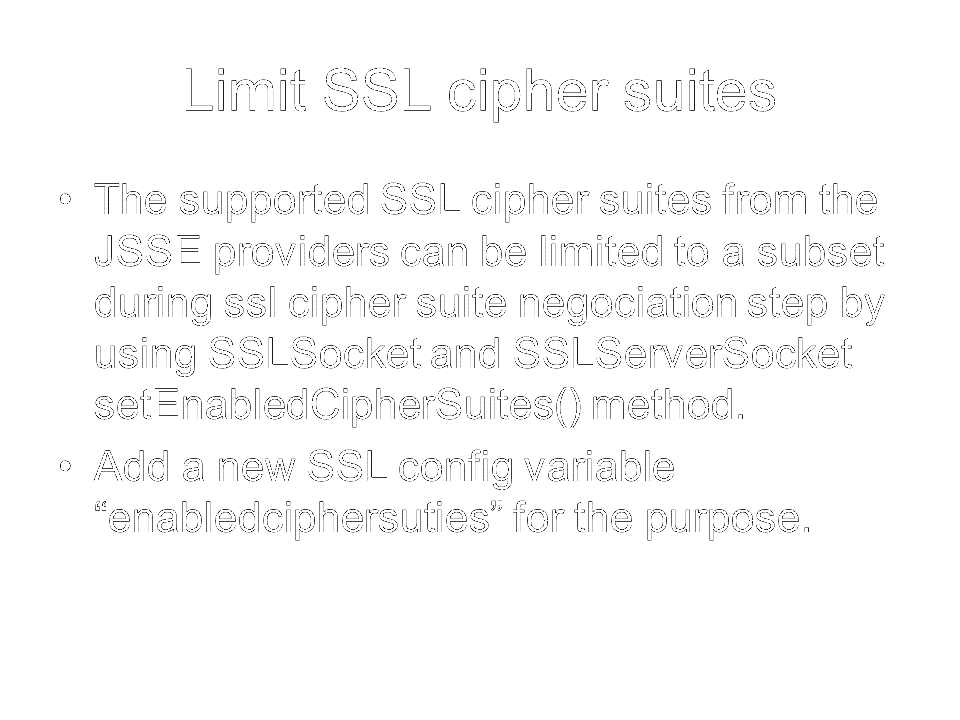 Limit SSL cipher suites
• The supported SSL cipher suites from the
JSSE providers can be limited to a subset
during ssl cipher suite negociation step by
using SSLSocket and SSLServerSocket
setEnabledCipherSuites() method.
• Add a new SSL config variable
“enabledciphersuties” for the purpose.